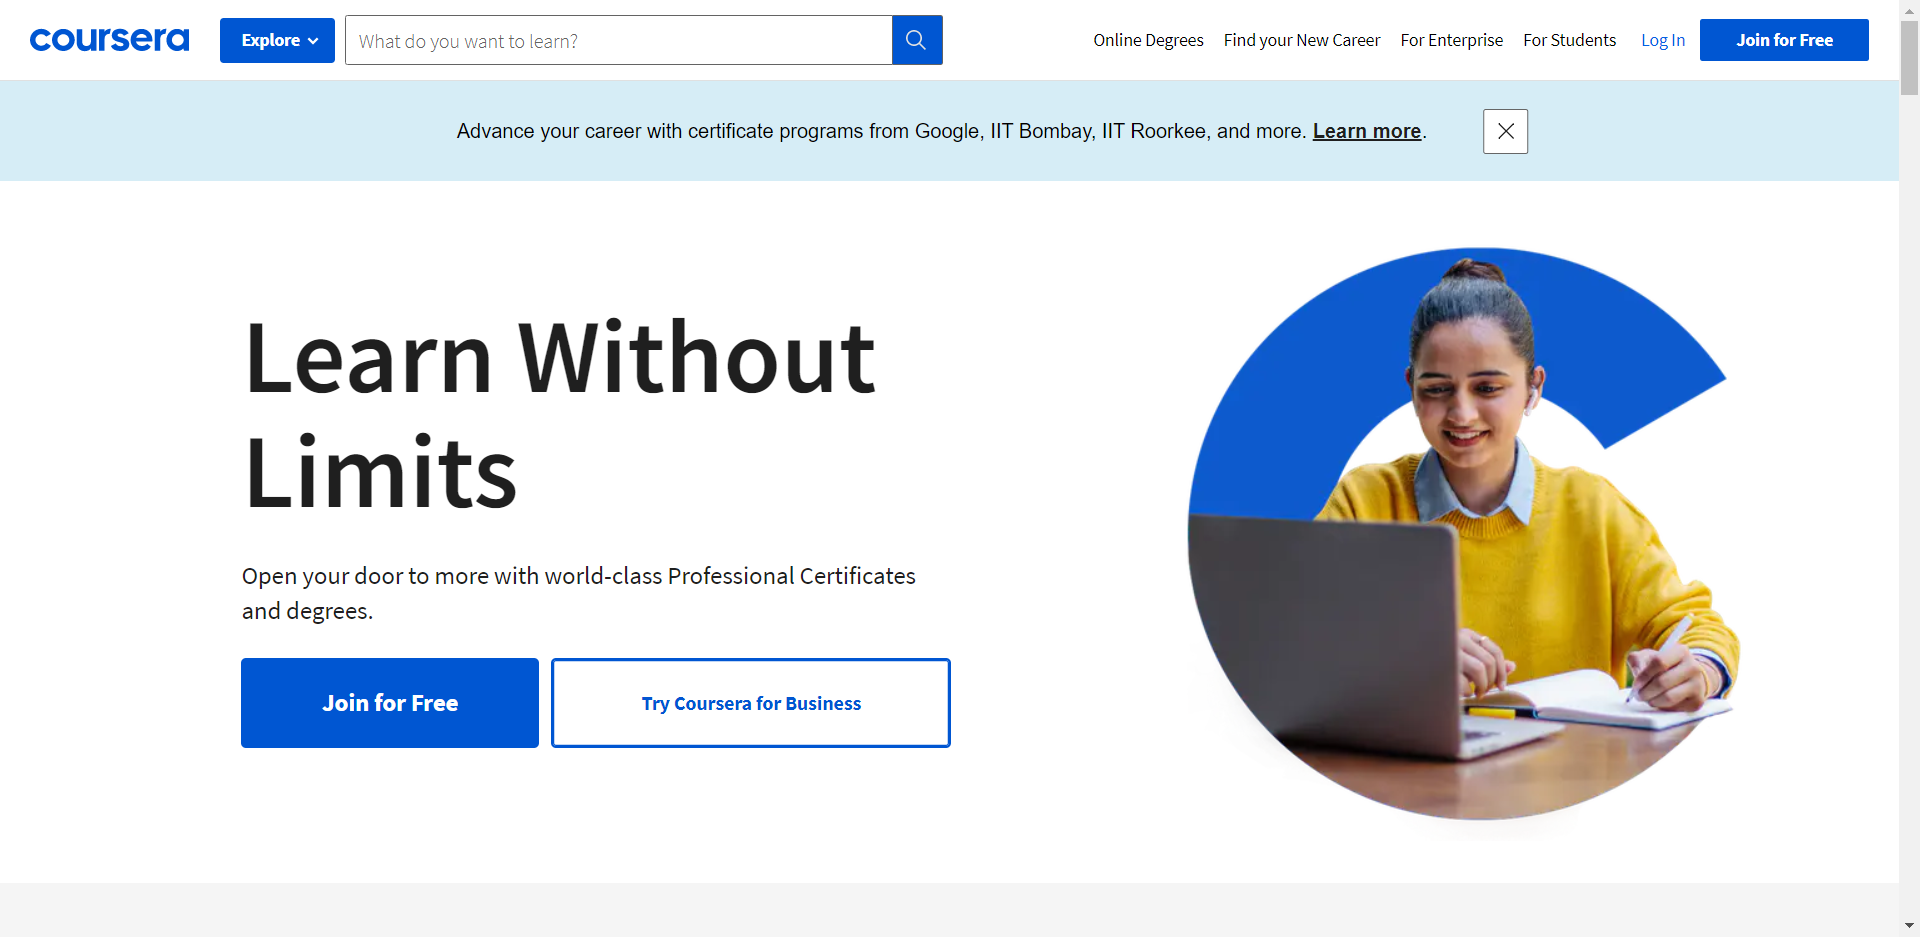 coursera
Explore
What do you want to learn?
Online Degrees
Find your New Career
For Enterprise
For Students
Log In
Join for Free
Advance your career with certificate programs from Google, IIT Bombay, IIT Roorkee, and more. Learn more.
Learn Without
Limits
Open your door to more with world-class Professional Certificates
and degrees.
Join for Free
Try Coursera for Business